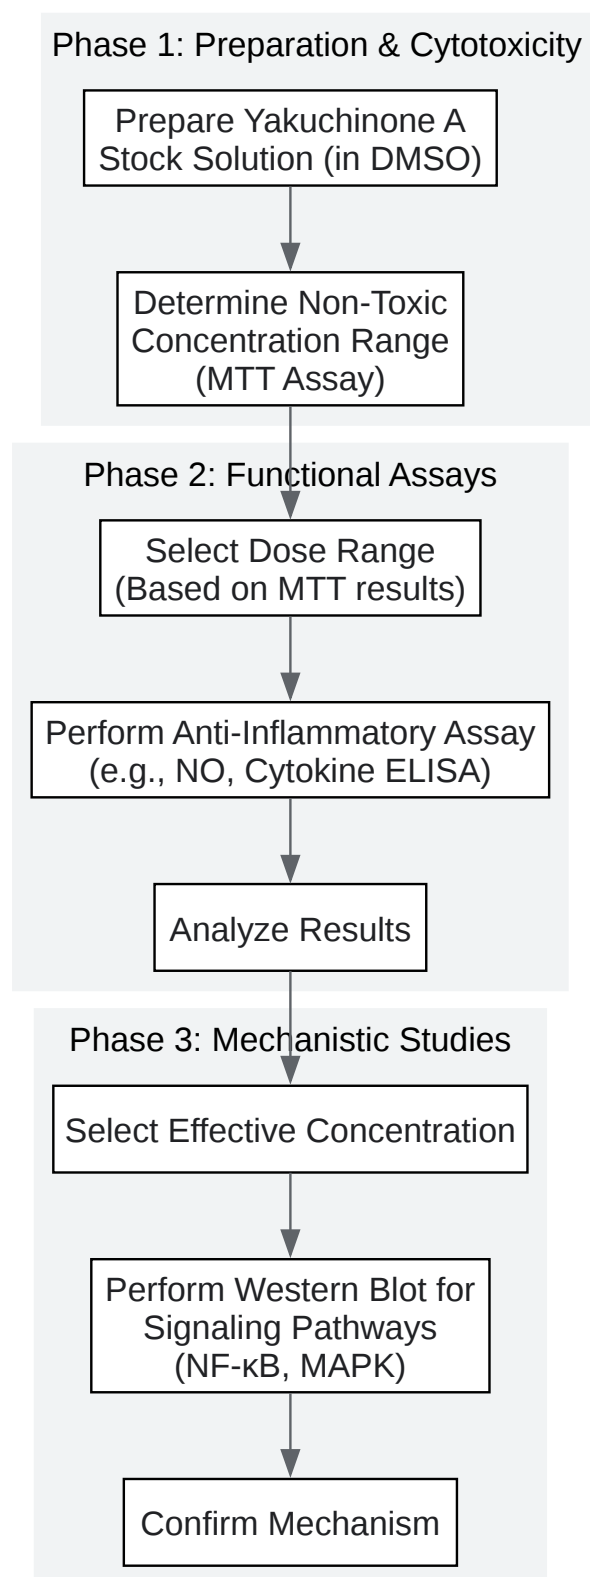 Phase 1: Preparation & Cytotoxicity
Prepare Yakuchinone A
Stock Solution (in DMSO)
Determine Non-Toxic
Concentration Range
(MTT Assay)
Phase 2: Functional Assays
Select Dose Range
(Based on MTT results)
Perform Anti-Inflammatory Assay
(e.g., NO, Cytokine ELISA)
Analyze Results
Phase 3: Mechanistic Studies
Select Effective Concentration
Perform Western Blot for
Signaling Pathways
(NF-κB, MAPK)
Confirm Mechanism